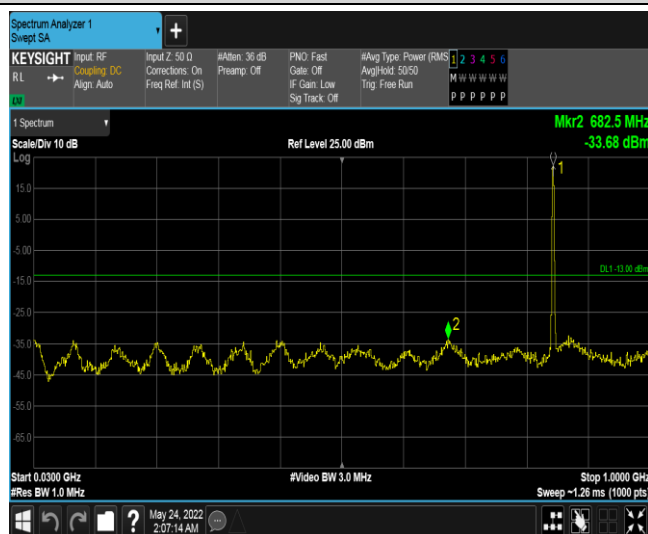 Spectrum Analyzer 1
Swept SA
+
KEYSIGHT
RL
LXI
Input: RF
Coupling: DC
Align: Auto
Input Z: 50 Ω
Corrections: On
Freq Ref: Int (S)
#Atten: 36 dB
Preamp: Off
PNO: Fast
Gate: Off
IF Gain: Low
Sig Track: Off
#Avg Type: Power (RMS
Avg|Hold: 50/50
Trig: Free Run
1 2 3 4 5 6
M W W W W W
P P P P P P
1 Spectrum
Mkr2 682.5 MHz
-33.68 dBm
Scale/Div 10 dB
Ref Level 25.00 dBm
Log
1
15.0
5.00
-5.00
DL1 -13.00 dBm
-15.0
-25.0
2
-35.0
-45.0
-55.0
-65.0
Start 0.0300 GHz
#Video BW 3.0 MHz
Stop 1.0000 GHz
#Res BW 1.0 MHz
Sweep ~1.26 ms (1000 pts)
?
May 24, 2022
2:07:14 AM